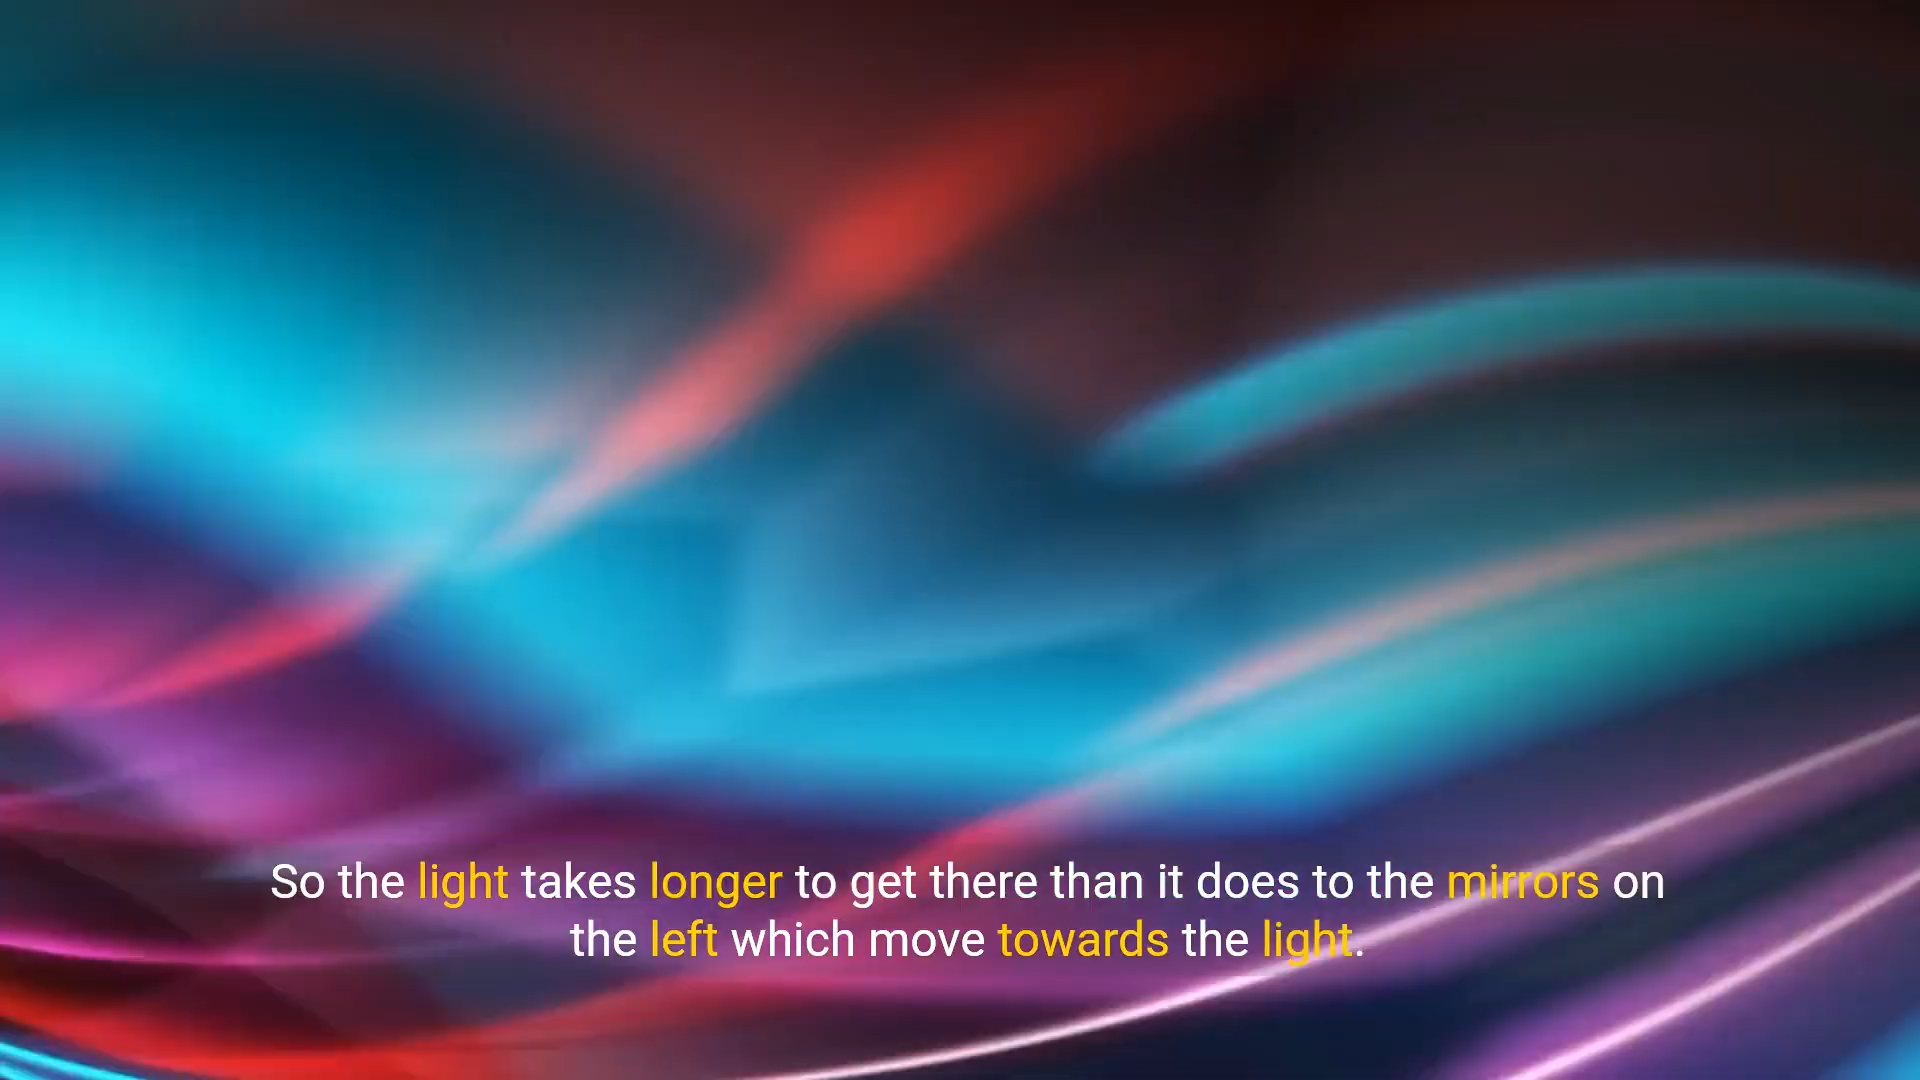 So the light takes longer to get there than it does to the mirrors on
the left which move towards the light.